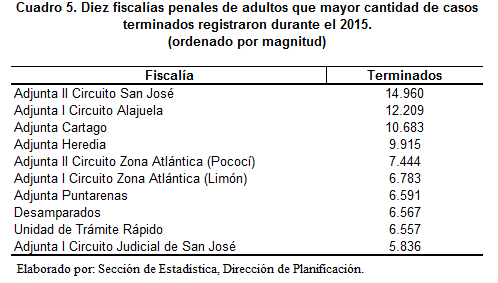 Cuadro 5. Diez fiscalías penales de adultos que mayor cantidad de casos
terminados registraron durante el 2015.
(ordenado por magnitud)
Fiscalía Terminados
Adjunta II Circuito San José 14.960
Adjunta I Circuito Alajuela 12.209
Adjunta Cartago 10.683
Adjunta Heredia 9.915
Adjunta II Circuito Zona Atlántica (Pococí) 7.444
Adjunta I Circuito Zona Atlántica (Limón) 6.783
Adjunta Puntarenas 6.591
Desamparados 6.567
Unidad de Trámite Rápido 6.557
Adjunta I Circuito Judicial de San José 5.836
Elaborado por: Sección de Estadística, Dirección de Planificación.